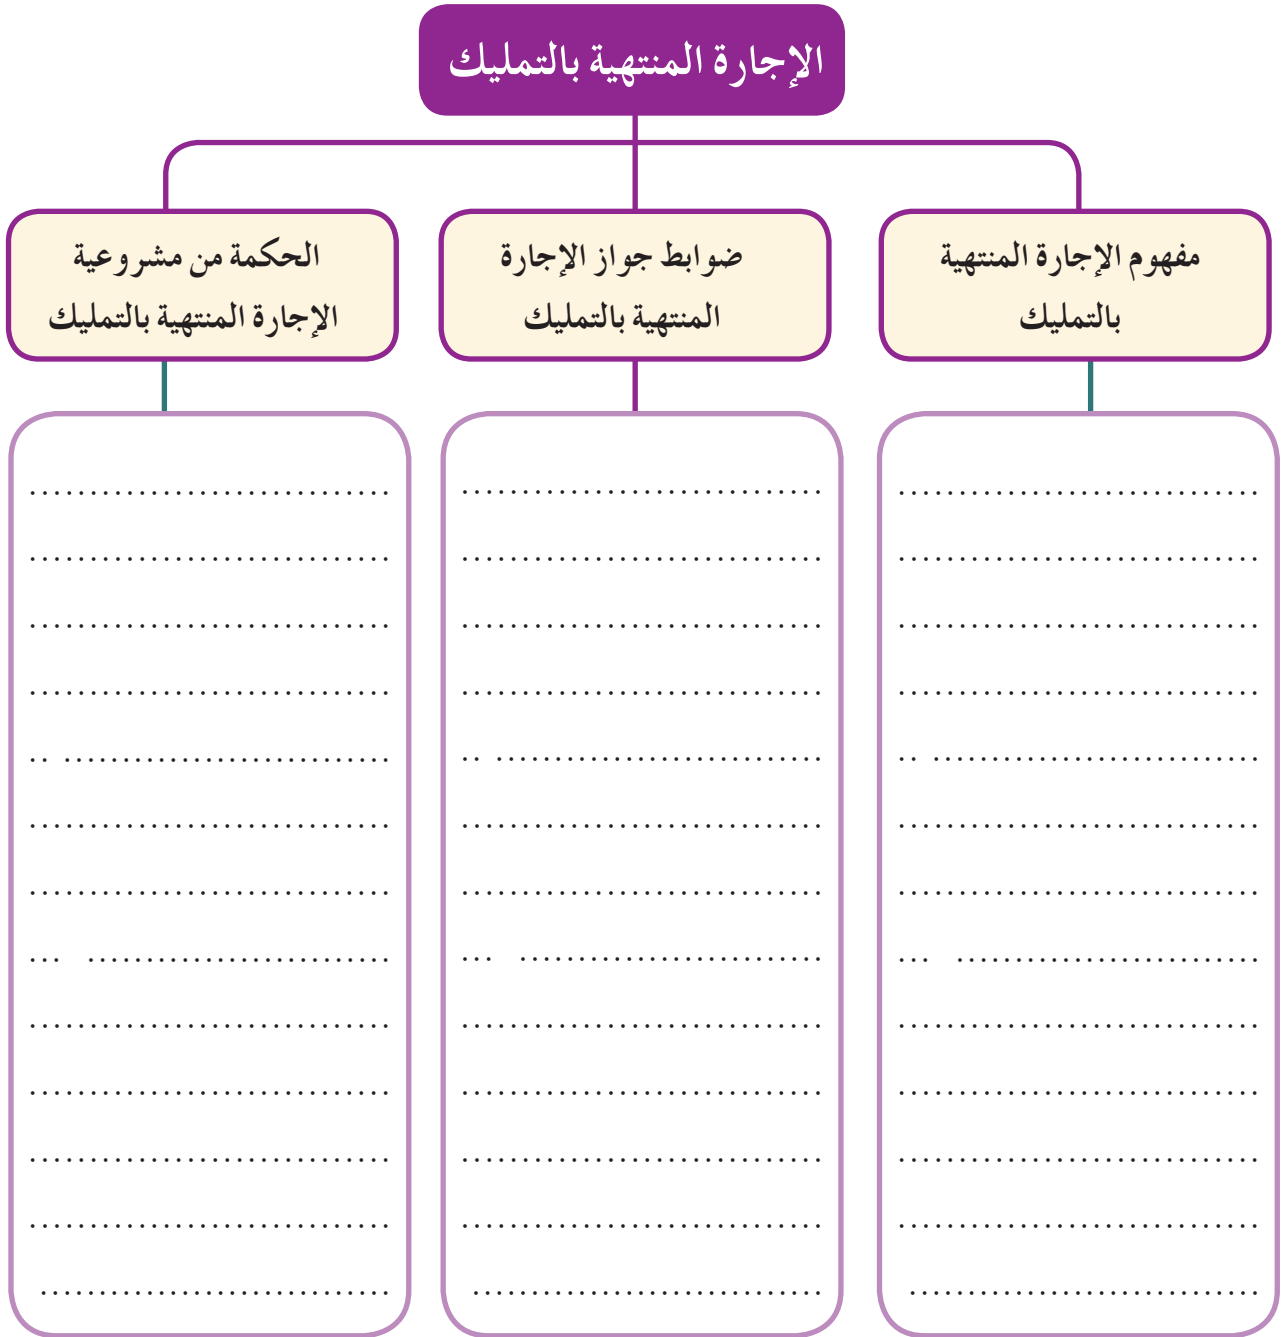 الإجارة المنتهية بالتمليك
مفهوم الإجارة المنتهية
بالتمليك
ضوابط جواز الإجارة
المنتهية بالتمليك
الحكمة من مشروعية
الإجارة المنتهية بالتمليك